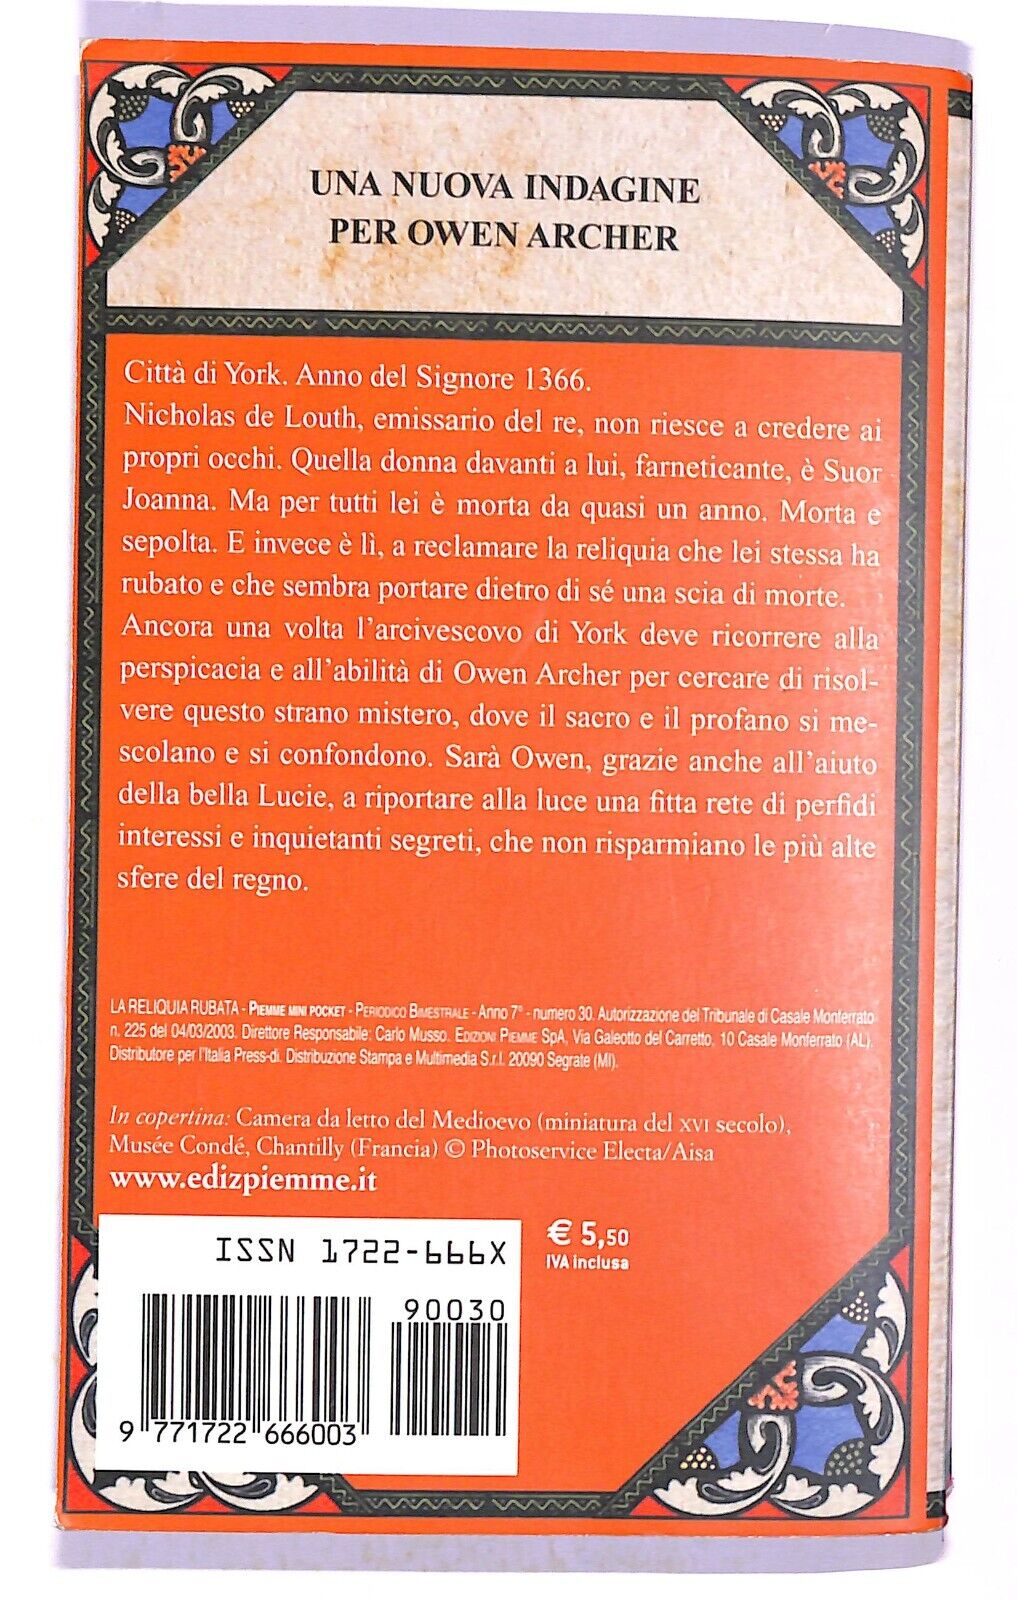 UNA NUOVA INDAGINE
PER OWEN ARCHER
Città di York. Anno del Signore 1366.
Nicholas de Louth, emissario del re, non riesce a credere ai
propri occhi. Quella donna davanti a lui, farneticante, è Suor
Joanna. Ma per tutti lei è morta da quasi un anno. Morta e
sepolta. E invece è lì, a reclamare la reliquia che lei stessa ha
rubato e che sembra portare dietro di sé una scia di morte.
Ancora una volta l'arcivescovo di York deve ricorrere alla
perspicacia e all'abilità di Owen Archer per cercare di risol-
vere questo strano mistero, dove il sacro e il profano si me-
scolano e si confondono. Sarà Owen, grazie anche all'aiuto
della bella Lucie, a riportare alla luce una fitta rete di perfidi
interessi e inquietanti segreti, che non risparmiano le più alte
sfere del regno.
LA RELIQUIA RUBATA - PIEMME MINI POCKET - PERIODICO BIMESTRALE - Anno 7° - numero 30. Autorizzazione del Tribunale di Casale Monferrato
n. 225 del 04/03/2003. Direttore Responsabile: Carlo Musso. EDIZIONI PIEMME SpA, Via Galeotto del Carretto, 10 Casale Monferrato (AL).
Distributore per l'Italia Press-di. Distribuzione Stampa e Multimedia S.r.l. 20090 Segrate (MI).
In copertina: Camera da letto del Medioevo (miniatura del XVI secolo),
Musée Condé, Chantilly (Francia) © Photoservice Electa/Aisa
www.edizpiemme.it
€ 5,50
IVA inclusa
ISSN 1722-666X
90030
9 771722 666003